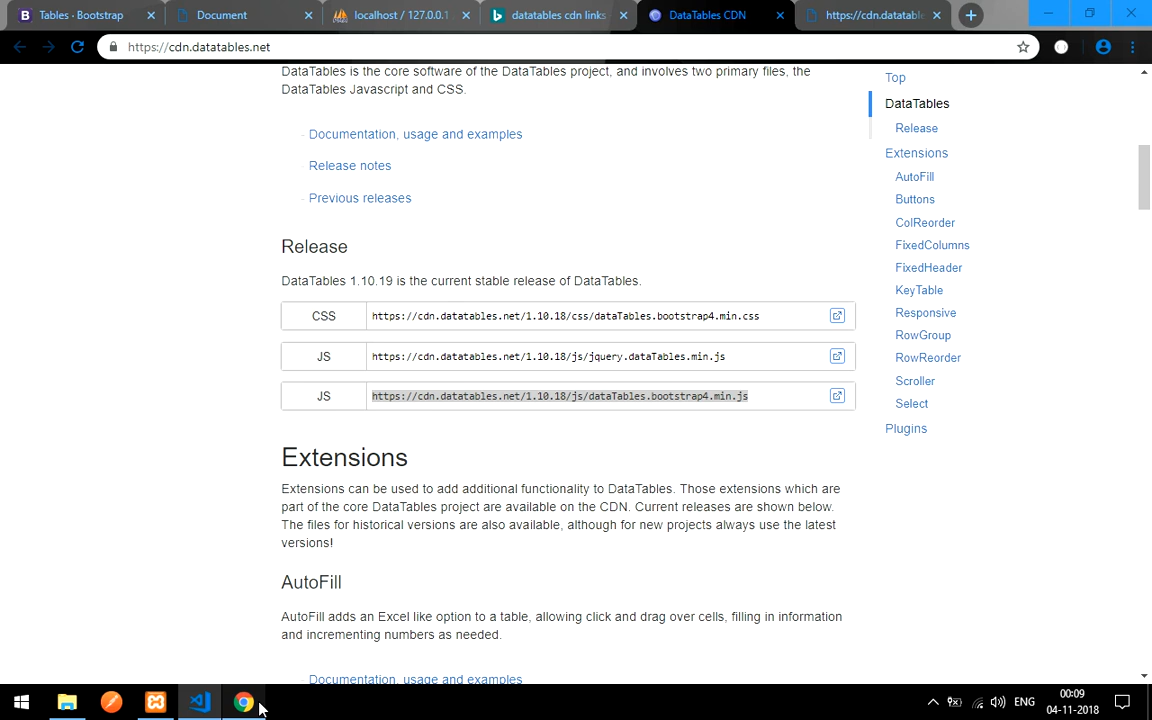 Tables · Bootstrap
Document
localhost / 127.0.0.1
datatables cdn links
DataTables CDN
https://cdn.datatabl
https://cdn.datatables.net
DataTables is the core software of the DataTables project, and involves two primary files, the
DataTables Javascript and CSS.
Documentation, usage and examples
Release notes
Previous releases
Release
DataTables 1.10.19 is the current stable release of DataTables.
CSS https://cdn.datatables.net/1.10.18/css/dataTables.bootstrap4.min.css
JS https://cdn.datatables.net/1.10.18/js/jquery.dataTables.min.js
JS https://cdn.datatables.net/1.10.18/js/dataTables.bootstrap4.min.js
Extensions
Extensions can be used to add additional functionality to DataTables. Those extensions which are
part of the core DataTables project are available on the CDN. Current releases are shown below.
The files for historical versions are also available, although for new projects always use the latest
versions!
AutoFill
AutoFill adds an Excel like option to a table, allowing click and drag over cells, filling in information
and incrementing numbers as needed.
Documentation, usage and examples
Top
DataTables
Release
Extensions
AutoFill
Buttons
ColReorder
FixedColumns
FixedHeader
KeyTable
Responsive
RowGroup
RowReorder
Scroller
Select
Plugins
ENG
00:09
04-11-2018